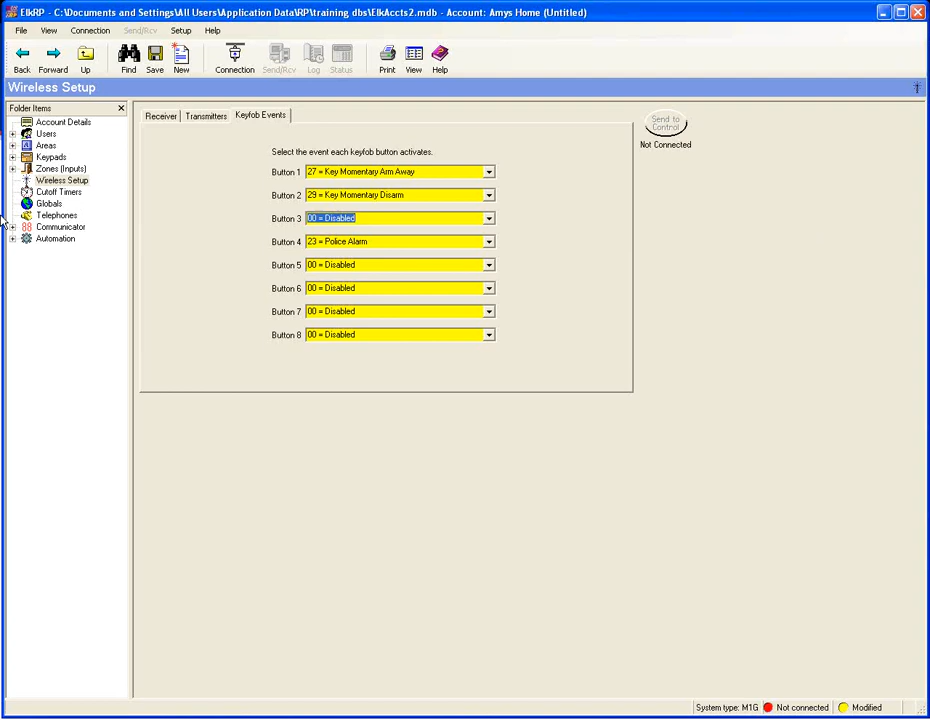 ElkRP - C:\Documents and Settings\All Users\Application Data\RP\training dbs\ElkAccts2.mdb - Account: Amys Home (Untitled)
File View Connection Send/Rcv Setup Help
Back Forward Up Find Save New Connection Send/Rcv Log Status Print View Help
Wireless Setup
Folder Items
Account Details
Users
Areas
Keypads
Zones (Inputs)
Wireless Setup
Cutoff Timers
Globals
Telephones
88 Communicator
Automation
Receiver Transmitters Keyfob Events
Select the event each keyfob button activates.
Button 1 27 = Key Momentary Arm Away
Button 2 29 = Key Momentary Disarm
Button 3 00 = Disabled
Button 4 23 = Police Alarm
Button 5 00 = Disabled
Button 6 00 = Disabled
Button 7 00 = Disabled
Button 8 00 = Disabled
Send to
Control
Not Connected
System type: M1G Not connected Modified